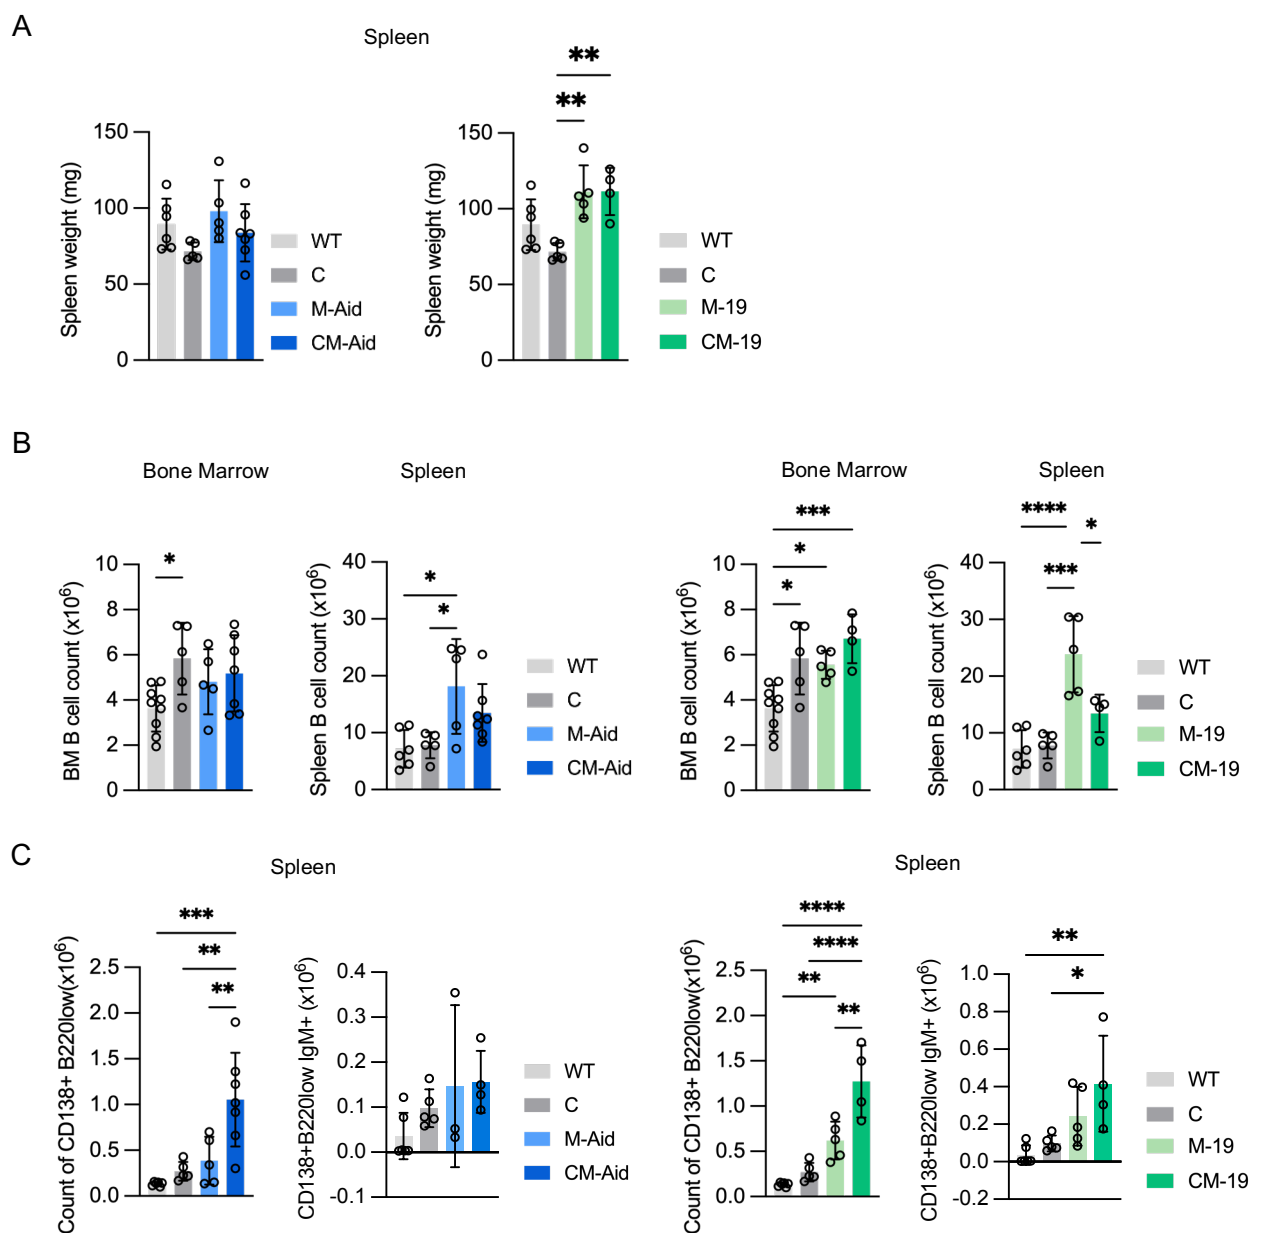 A
Spleen
**
**
Spleen weight (mg)
150
100
50
0
WT
C
M-Aid
CM-Aid
Spleen weight (mg)
150
100
50
0
WT
C
M-19
CM-19
B
Bone Marrow
Spleen
Bone Marrow
Spleen
*
BM B cell count (x10⁶)
10
8
6
4
2
0
*
*
Spleen B cell count (x10⁶)
40
30
20
10
0
WT
C
M-Aid
CM-Aid
***
*
*
BM B cell count (x10⁶)
10
8
6
4
2
0
****
*
***
Spleen B cell count (x10⁶)
40
30
20
10
0
WT
C
M-19
CM-19
C
Spleen
Spleen
***
**
**
Count of CD138+ B220low(x10⁶)
2.5
2.0
1.5
1.0
0.5
0.0
CD138+B220low IgM+ (x10⁶)
0.4
0.3
0.2
0.1
0.0
-0.1
WT
C
M-Aid
CM-Aid
****
****
**
**
Count of CD138+ B220low(x10⁶)
2.5
2.0
1.5
1.0
0.5
0.0
**
*
CD138+B220low IgM+ (x10⁶)
1.0
0.8
0.6
0.4
0.2
0.0
-0.2
WT
C
M-19
CM-19